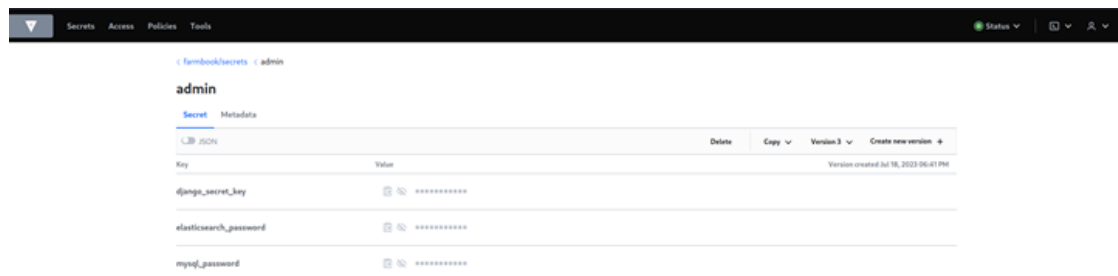 Secrets Access Policies Tools Status
< farmbook/secrets < admin
admin
Secret Metadata
JSON Delete Copy Version 3 Create new version +
Key Value Version created Jul 18, 2023 06:41 PM
django_secret_key ***********
elasticsearch_password ***********
mysql_password ***********